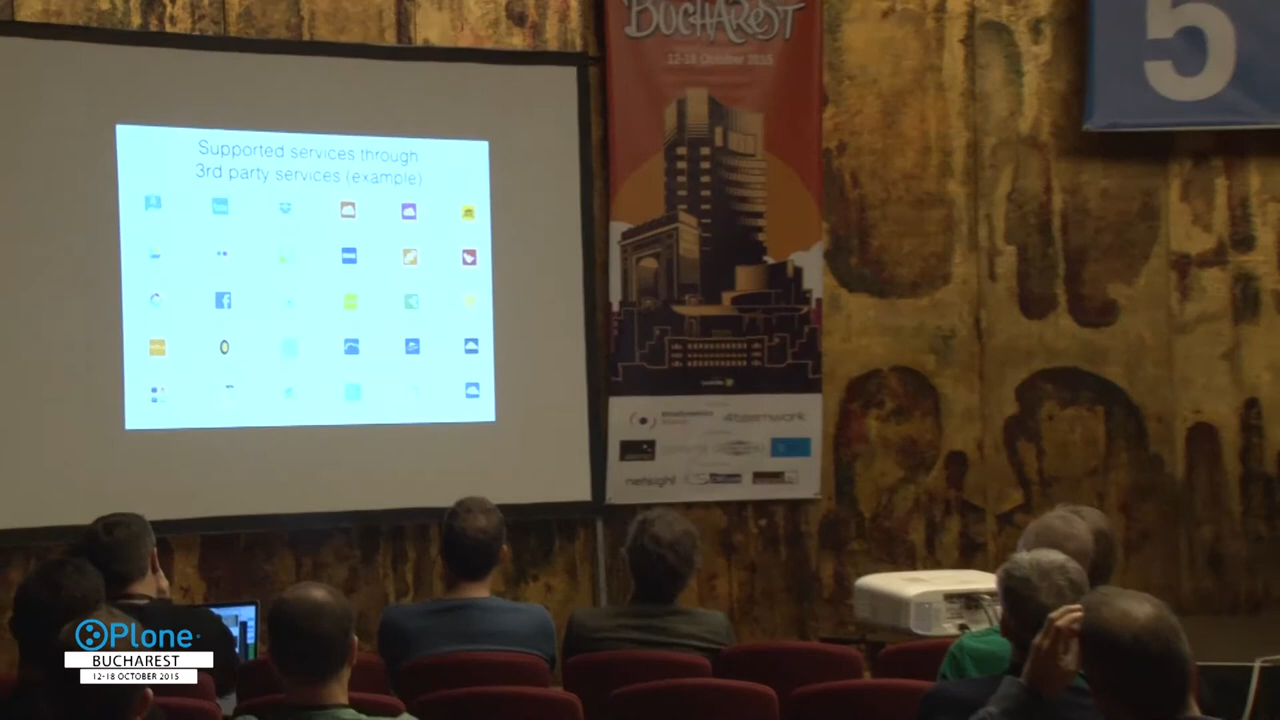 BUCHAREST
12-18 October 2015
5
Supported services through
3rd party services (example)
4teamwork
netsight
Plone
BUCHAREST
12-18 OCTOBER 2015